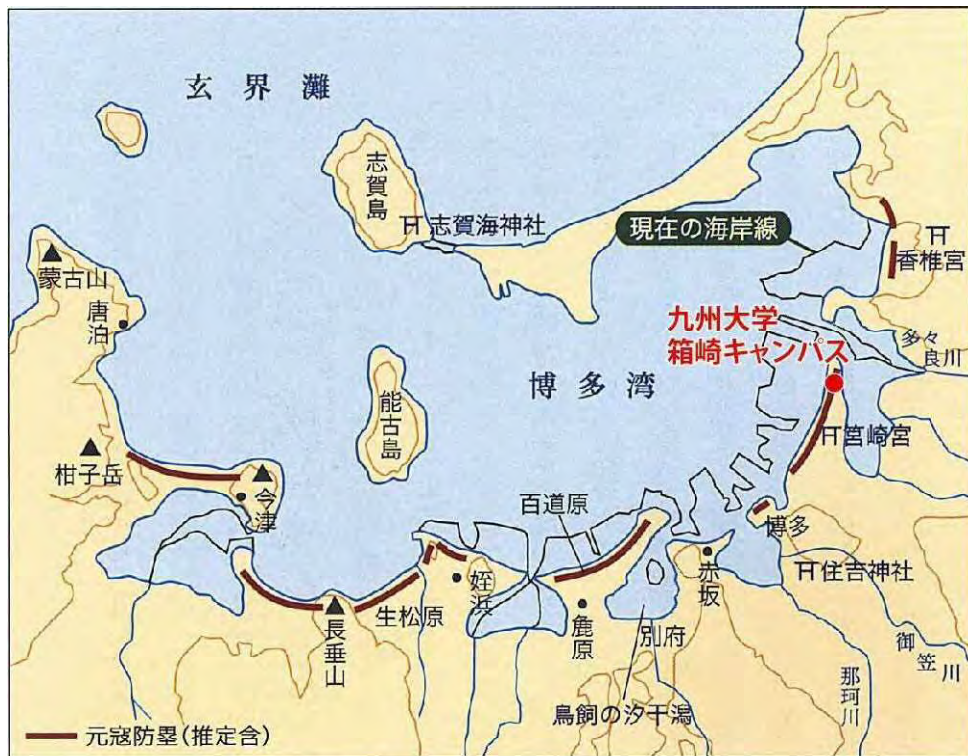 玄界灘
志賀島
志賀海神社
現在の海岸線
香椎宮
蒙古山
唐泊
九州大学
箱崎キャンパス
多々
良川
博多湾
能古島
筥崎宮
柑子岳
今津
百道原
博多
住吉神社
赤坂
姪浜
生松原
長垂山
鹿原
別府
鳥飼の汐干潟
御笠川
那珂川
元寇防塁(推定含)